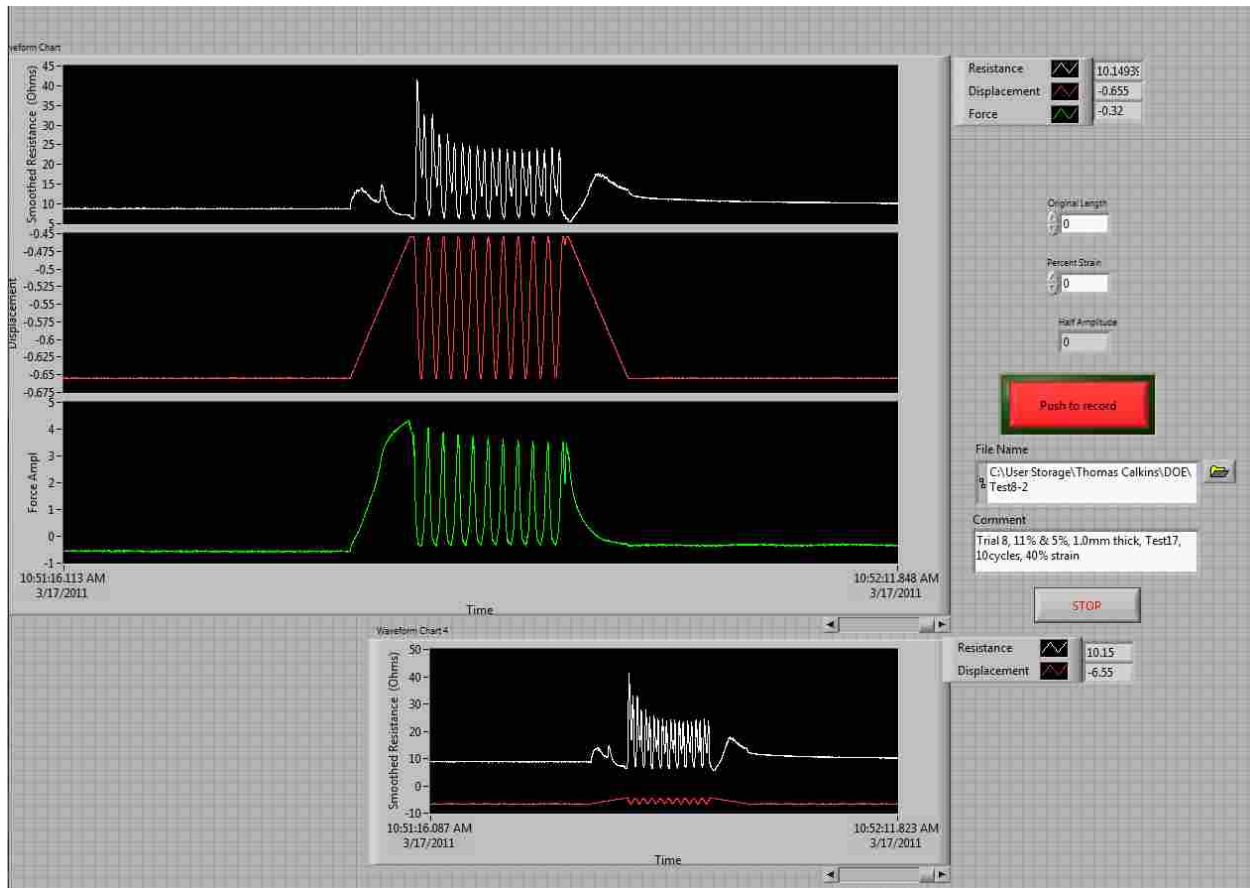 aveform Chart
Smoothed Resistance (Ohms)
45
40
35
30
25
20
15
10
5
Displacement
-0.45
-0.475
-0.5
-0.525
-0.55
-0.575
-0.6
-0.625
-0.65
-0.675
Force Ampl
5
4
3
2
1
0
-1
10:51:16.113 AM
3/17/2011
10:52:11.848 AM
3/17/2011
Time
Resistance 10.14939
Displacement -0.655
Force -0.32
Original Length
0
Percent Strain
0
Half Amplitude
0
Push to record
File Name
C:\User Storage\Thomas Calkins\DOE\
Test8-2
Comment
Trial 8, 11% & 5%, 1.0mm thick, Test17,
10cycles, 40% strain
STOP
Waveform Chart 4
Smoothed Resistance (Ohms)
50
40
30
20
10
0
-10
10:51:16.087 AM
3/17/2011
10:52:11.823 AM
3/17/2011
Time
Resistance 10.15
Displacement -6.55